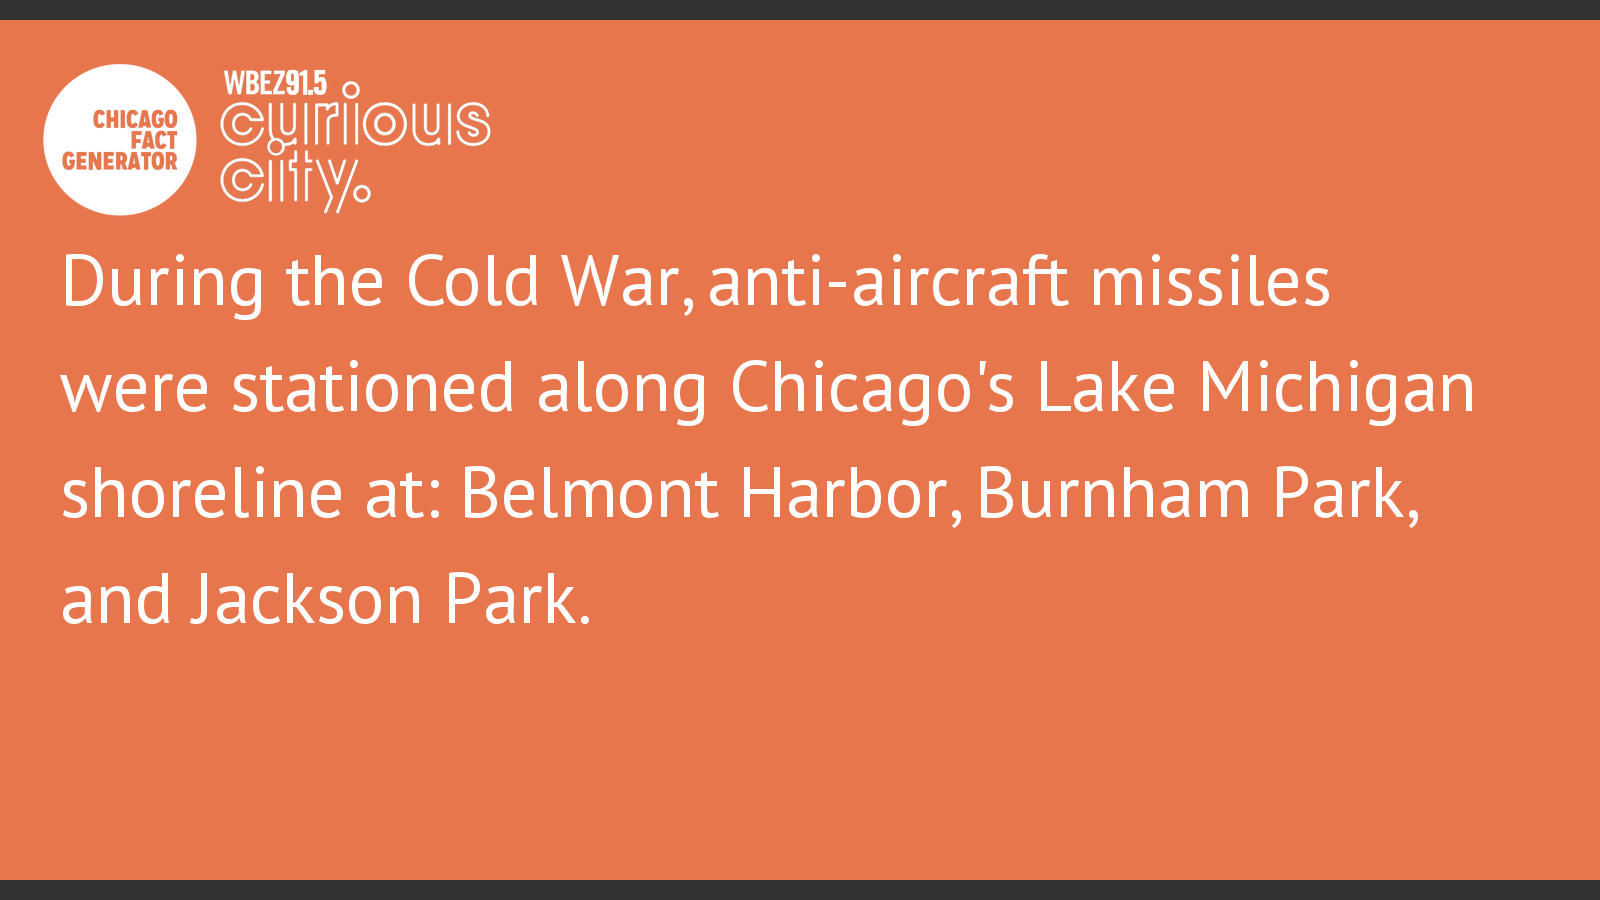 CHICAGO
FACT
GENERATOR
WBEZ91.5
curious
city.
During the Cold War, anti-aircraft missiles
were stationed along Chicago's Lake Michigan
shoreline at: Belmont Harbor, Burnham Park,
and Jackson Park.